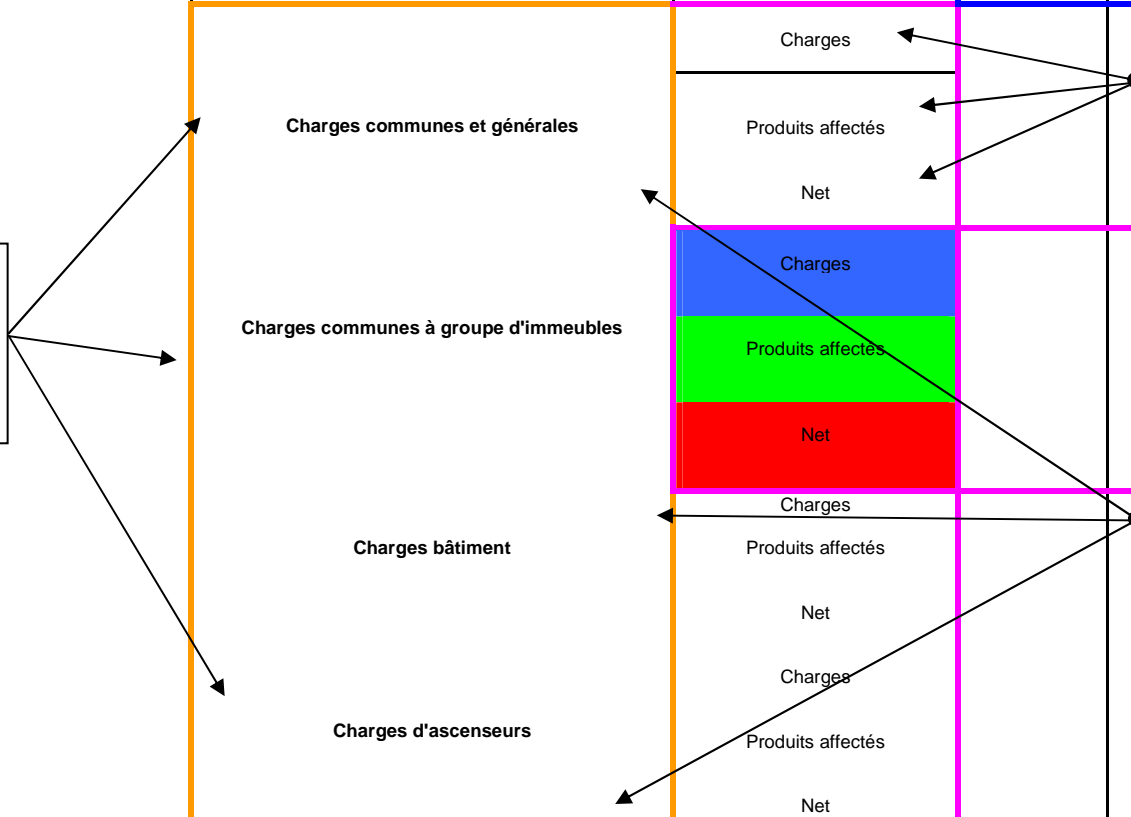 Charges
Charges communes et générales
Produits affectés
Net
Charges
Charges communes à groupe d'immeubles
Produits affectés
Net
Charges
Charges bâtiment
Produits affectés
Net
Charges
Charges d'ascenseurs
Produits affectés
Net